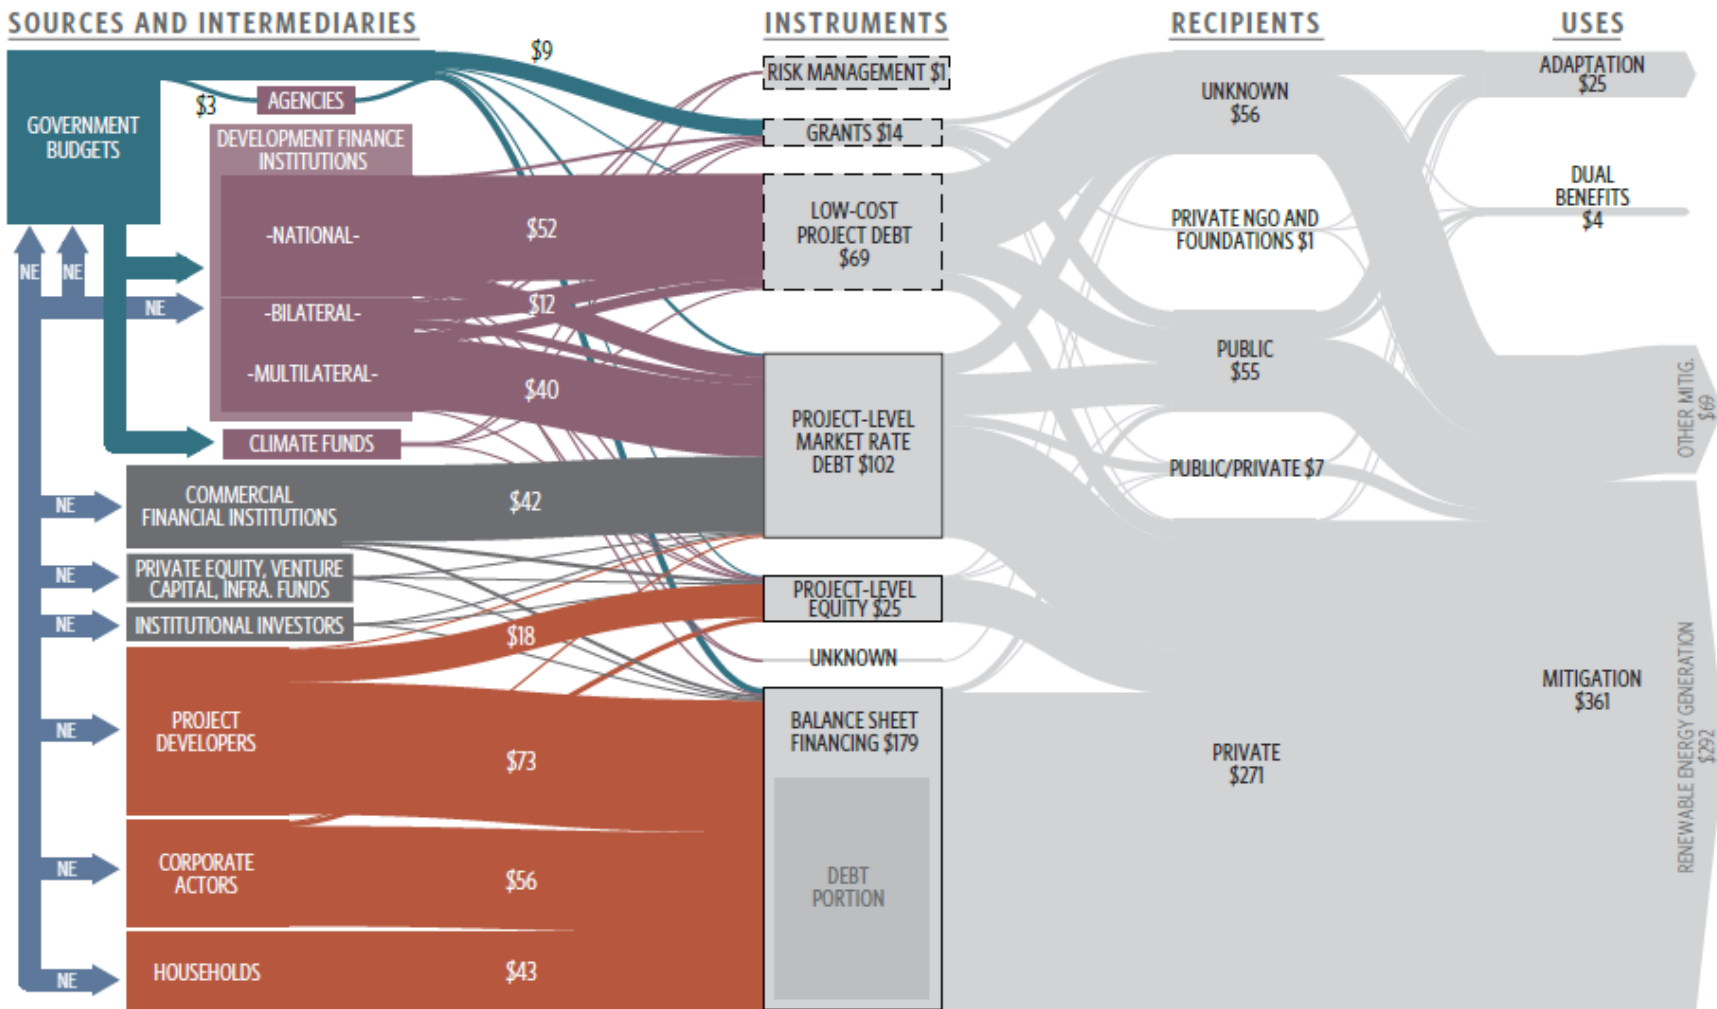 SOURCES AND INTERMEDIARIES
INSTRUMENTS
RECIPIENTS
USES
$9
$3
AGENCIES
GOVERNMENT
BUDGETS
DEVELOPMENT FINANCE
INSTITUTIONS
-NATIONAL-
$52
-BILATERAL-
$12
-MULTILATERAL-
$40
CLIMATE FUNDS
NE
NE
NE
NE
COMMERCIAL
FINANCIAL INSTITUTIONS
$42
NE
PRIVATE EQUITY, VENTURE
CAPITAL, INFRA. FUNDS
NE
INSTITUTIONAL INVESTORS
$18
NE
PROJECT
DEVELOPERS
$73
NE
CORPORATE
ACTORS
$56
NE
HOUSEHOLDS
$43
RISK MANAGEMENT $1
GRANTS $14
LOW-COST
PROJECT DEBT
$69
PROJECT-LEVEL
MARKET RATE
DEBT $102
PROJECT-LEVEL
EQUITY $25
UNKNOWN
BALANCE SHEET
FINANCING $179
DEBT
PORTION
UNKNOWN
$56
PRIVATE NGO AND
FOUNDATIONS $1
PUBLIC
$55
PUBLIC/PRIVATE $7
PRIVATE
$271
ADAPTATION
$25
DUAL
BENEFITS
$4
MITIGATION
$361
OTHER MITIG.
$69
RENEWABLE ENERGY GENERATION
$292